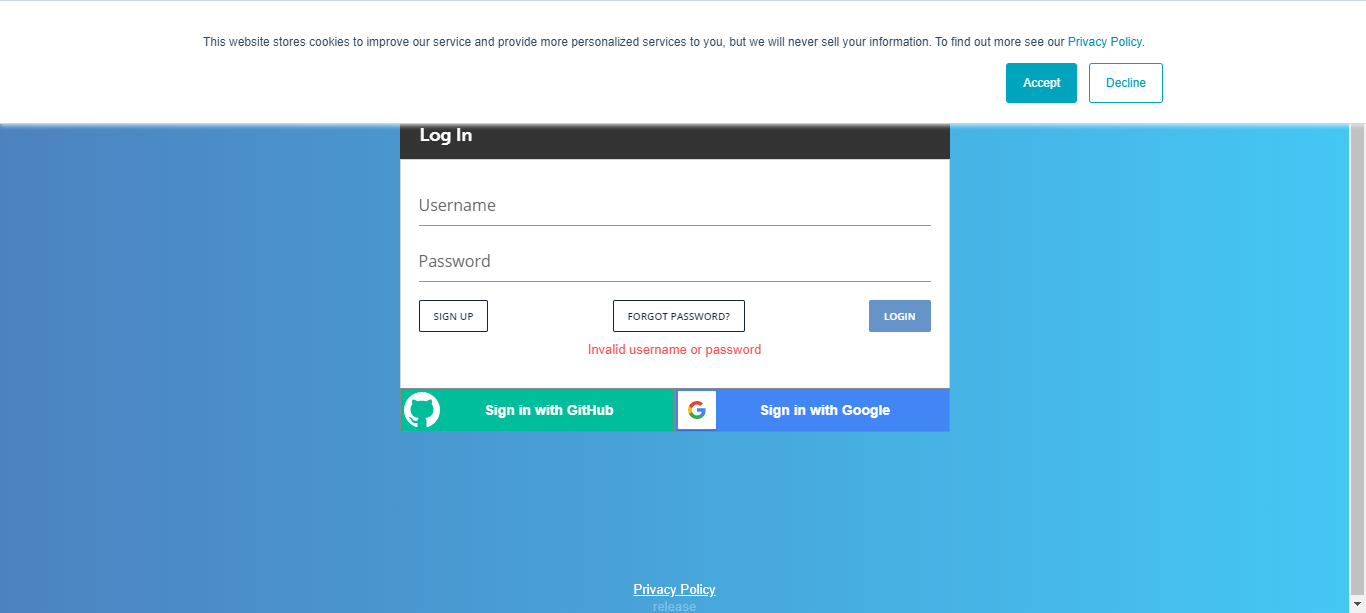 This website stores cookies to improve our service and provide more personalized services to you, but we will never sell your information. To find out more see our Privacy Policy.
Accept
Decline
Log In
Username
Password
SIGN UP
FORGOT PASSWORD?
LOGIN
Invalid username or password
Sign in with GitHub
Sign in with Google
Privacy Policy
release